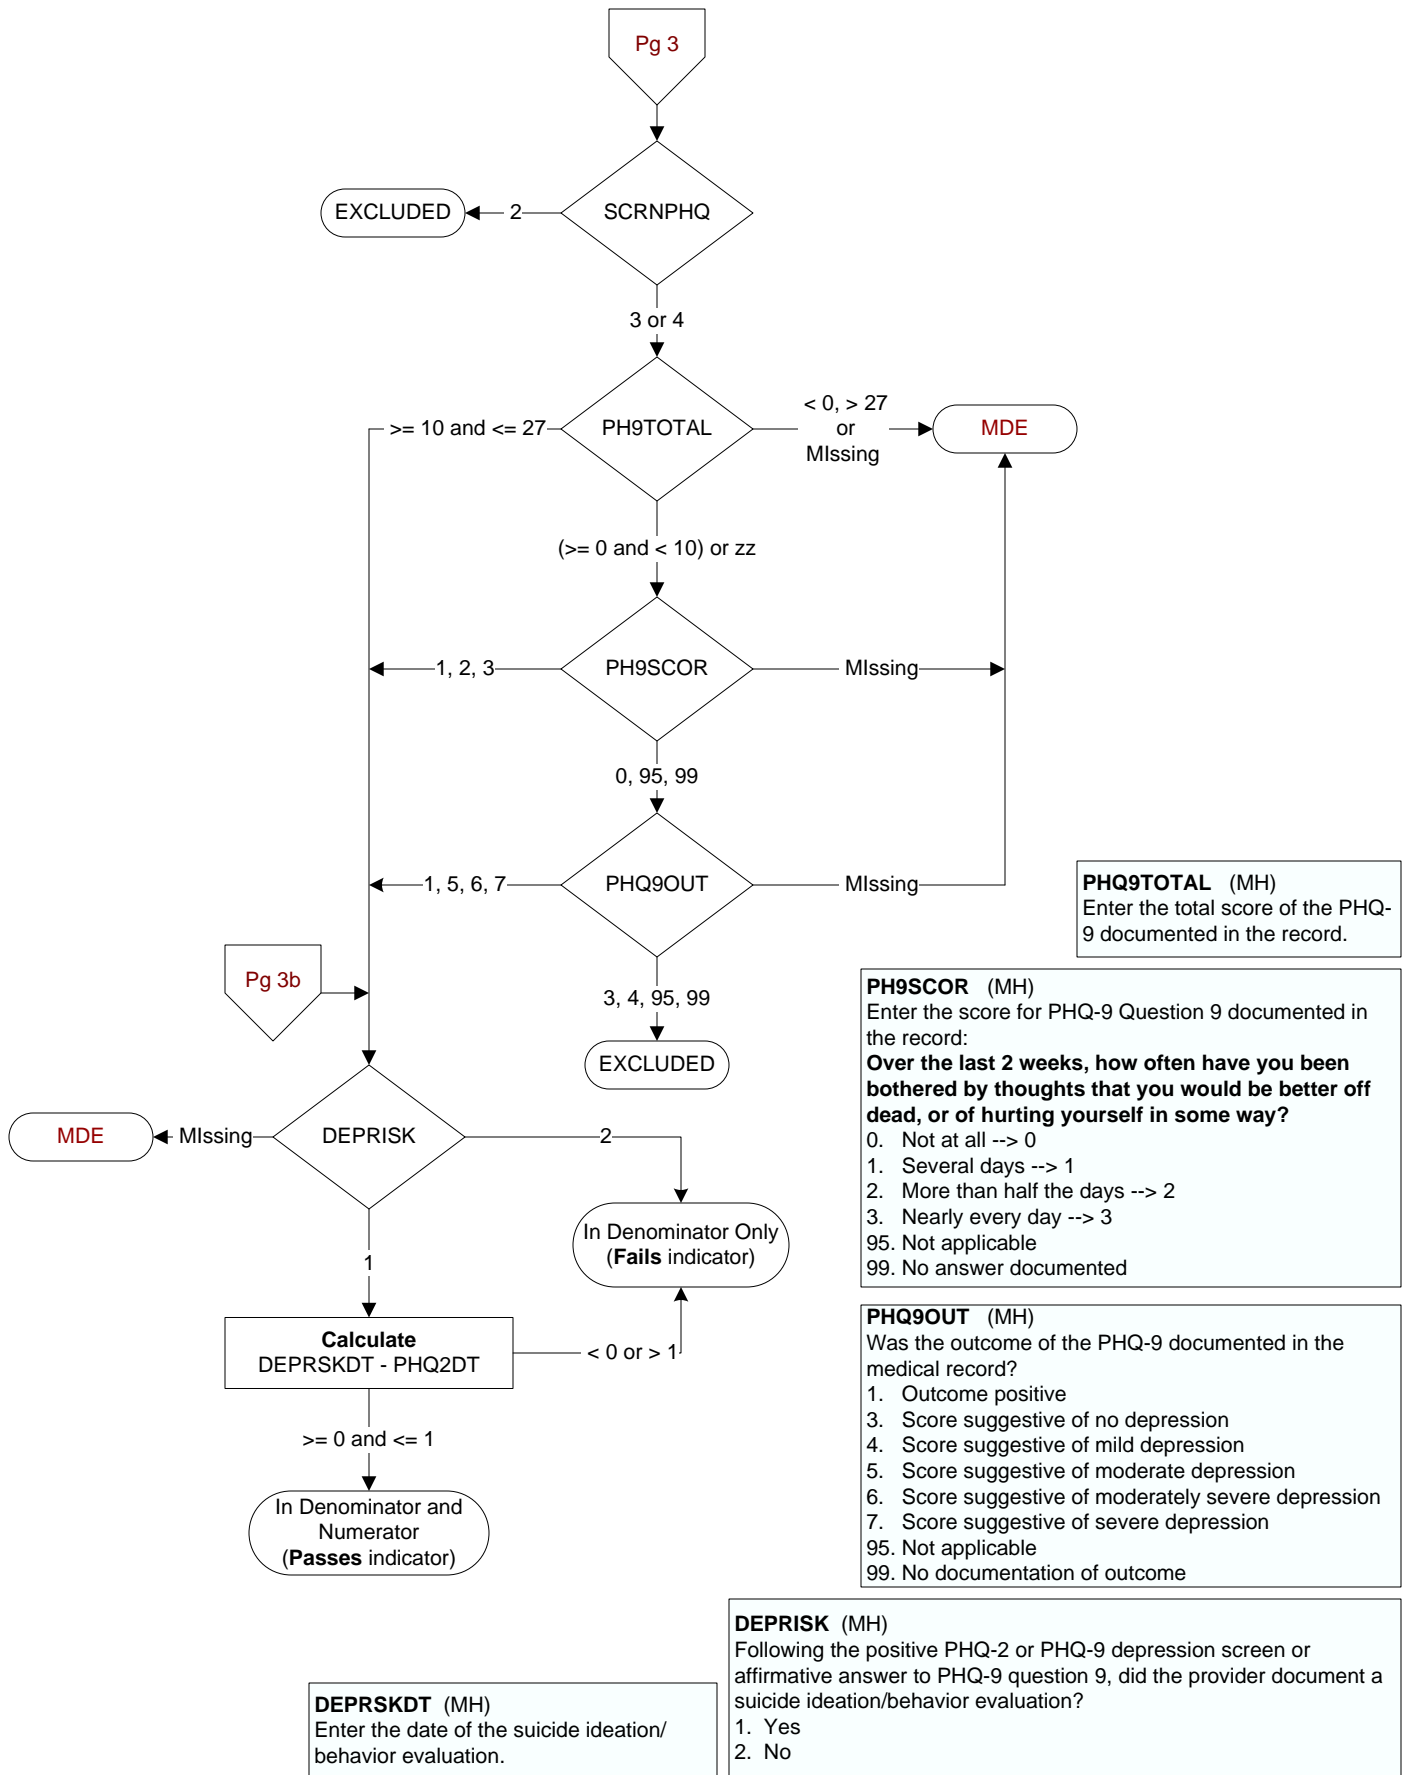 Pg 3
SCRNPHQ
EXCLUDED
2
3 or 4
PH9TOTAL
>= 10 and <= 27
< 0, > 27
or
MIssing
MDE
(>= 0 and < 10) or zz
PH9SCOR
1, 2, 3
MIssing
0, 95, 99
PHQ9OUT
1, 5, 6, 7
MIssing
Pg 3b
3, 4, 95, 99
EXCLUDED
DEPRISK
MIssing
MDE
2
In Denominator Only
(Fails indicator)
1
Calculate
DEPRSKDT - PHQ2DT
< 0 or > 1
>= 0 and <= 1
In Denominator and
Numerator
(Passes indicator)
PHQ9TOTAL (MH)
Enter the total score of the PHQ-
9 documented in the record.
PH9SCOR (MH)
Enter the score for PHQ-9 Question 9 documented in
the record:
Over the last 2 weeks, how often have you been
bothered by thoughts that you would be better off
dead, or of hurting yourself in some way?
0. Not at all --> 0
1. Several days --> 1
2. More than half the days --> 2
3. Nearly every day --> 3
95. Not applicable
99. No answer documented
PHQ9OUT (MH)
Was the outcome of the PHQ-9 documented in the
medical record?
1. Outcome positive
3. Score suggestive of no depression
4. Score suggestive of mild depression
5. Score suggestive of moderate depression
6. Score suggestive of moderately severe depression
7. Score suggestive of severe depression
95. Not applicable
99. No documentation of outcome
DEPRISK (MH)
Following the positive PHQ-2 or PHQ-9 depression screen or
affirmative answer to PHQ-9 question 9, did the provider document a
suicide ideation/behavior evaluation?
1. Yes
2. No
DEPRSKDT (MH)
Enter the date of the suicide ideation/
behavior evaluation.